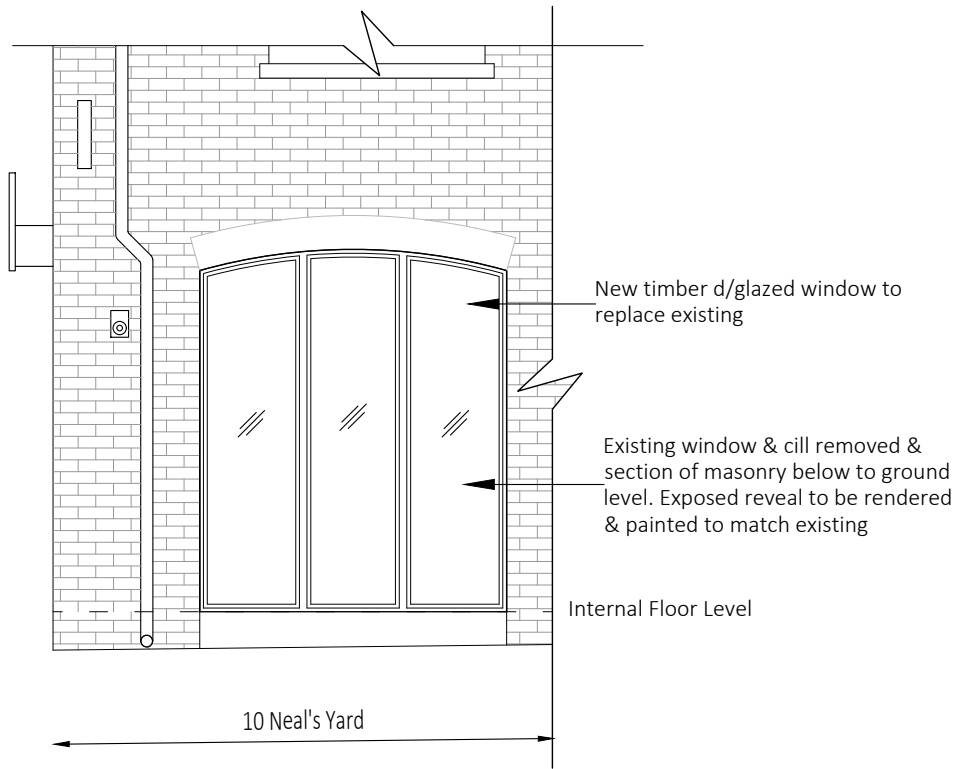 New timber d/glazed window to
replace existing
Existing window & cill removed &
section of masonry below to ground
level. Exposed reveal to be rendered
& painted to match existing
Internal Floor Level
10 Neal's Yard